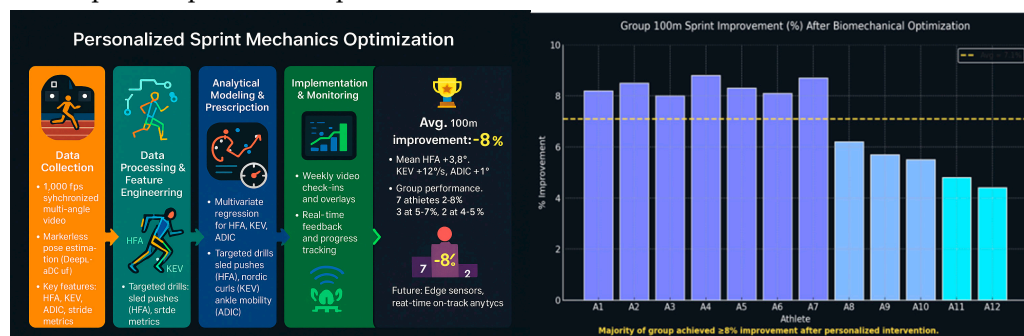 Personalized Sprint Mechanics Optimization
Data
Collection
• 1,000 fps
syhchronized
multi-angle
video
• Markerless
pose estima-
tion (DeepL-
aDC uf)
• Key features:
HFA, KEV,
ADIC, stride
metrics
Data
Processing &
Feature
Engineerring
HFA
KEV
• Targeted drills:
sled pushes
(HFA), srtde
metrics
Analytical
Modeling &
Prescripction
• Multivariate
regression
for HFA, KEV,
ADIC
• Targeted drills
sled pushes
(HFA), nordic
curls (KEV)
ankle mobility
(ADIC)
Implementation
& Monitoring
• Weekly video
check-ins
and overlays
• Real-time
feedback
and progress
tracking
Avg. 100m
improvement:-8%
• Mean HFA +3,8°.
KEV +12°/s, ADIC +1°
• Group performance.
7 athletes 2-8%
3 at 5-7%, 2 at 4-5%
7
-8%
2
Future: Edge sensors,
reat-time on-track anytycs
Group 100m Sprint Improvement (%) After Biomechanical Optimization
% Improvement
10
8
6
4
2
0
A1 A2 A3 A4 A5 A6 A7 A8 A9 A10 A11 A12
Athlete
Majority of group achieved ≥8% improvement after personalized intervention.